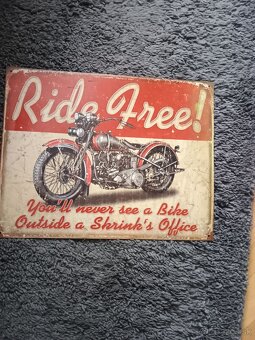 Ride Free!
You'll never see a Bike
Outside a Shrink's Office